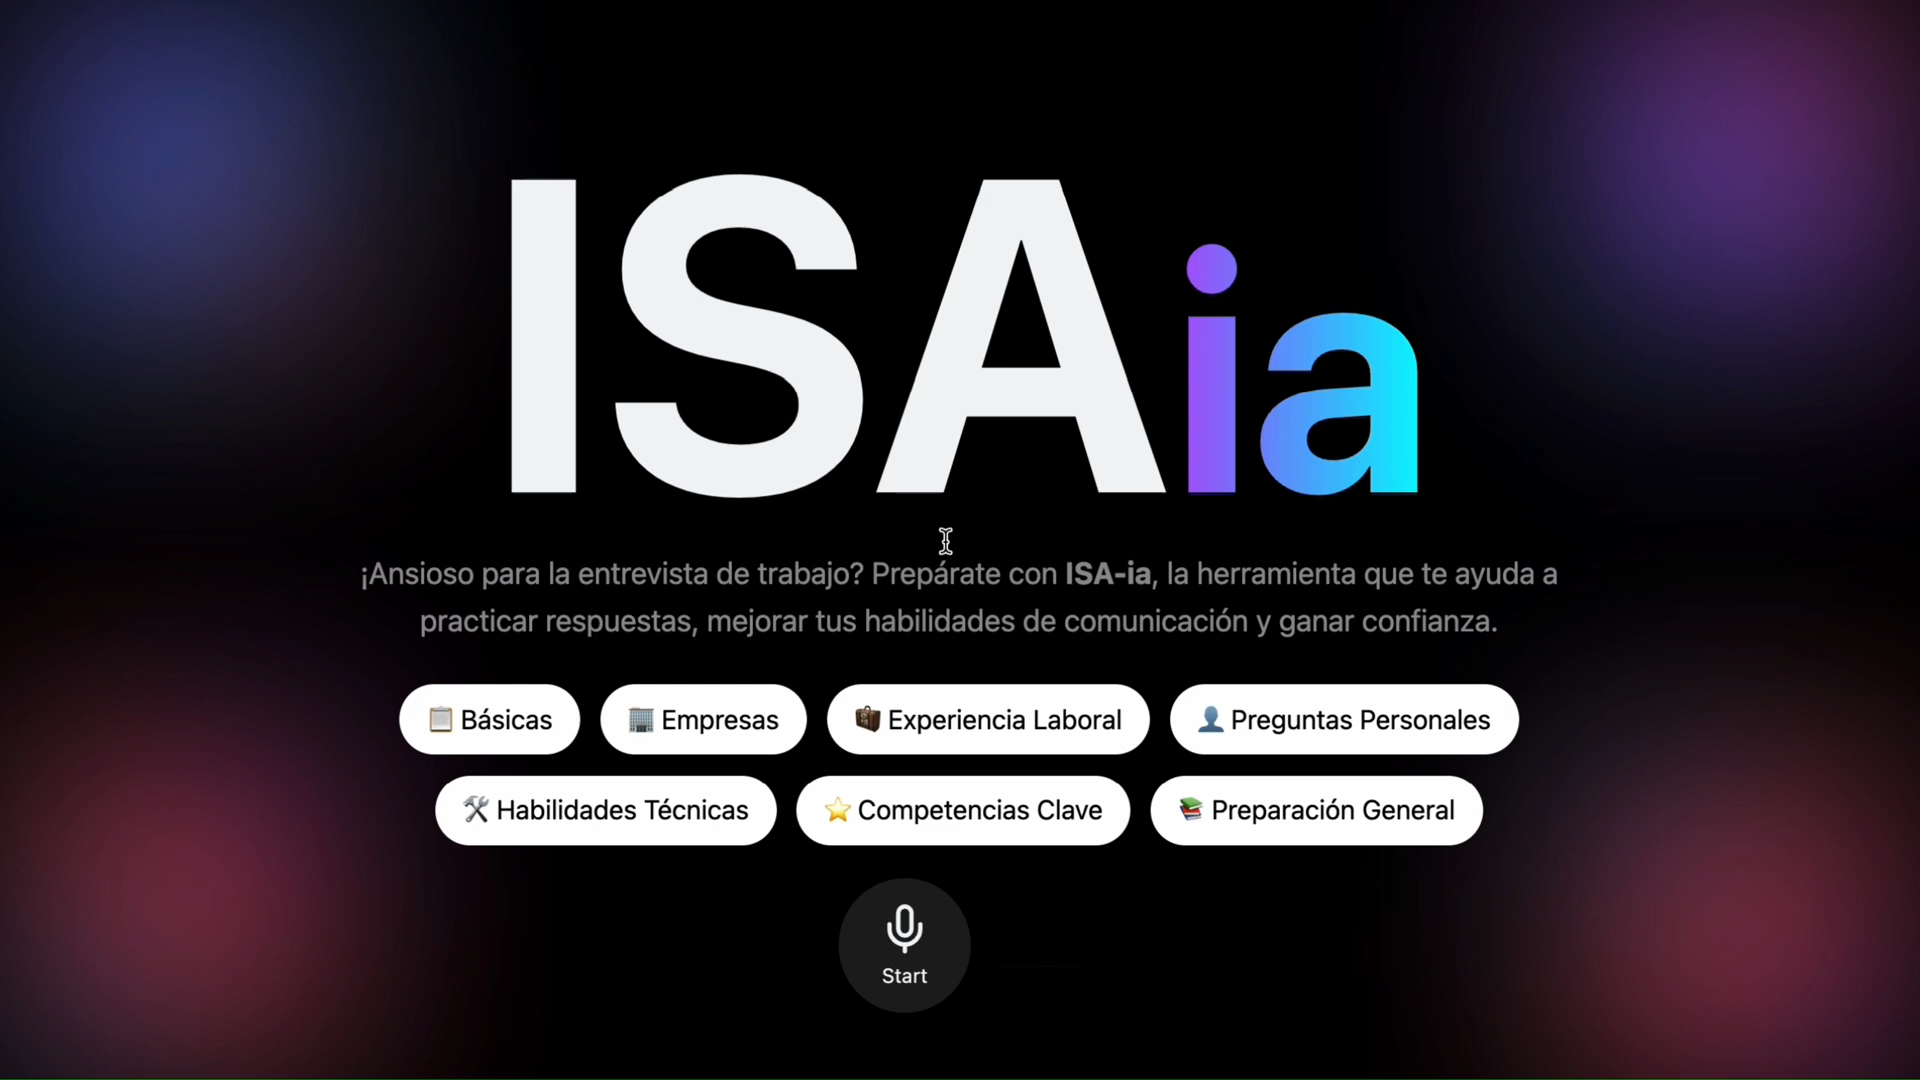 ISAia
¡Ansioso para la entrevista de trabajo? Prepárate con ISA-ia, la herramienta que te ayuda a
practicar respuestas, mejorar tus habilidades de comunicación y ganar confianza.
Básicas Empresas Experiencia Laboral Preguntas Personales
Habilidades Técnicas Competencias Clave Preparación General
Start